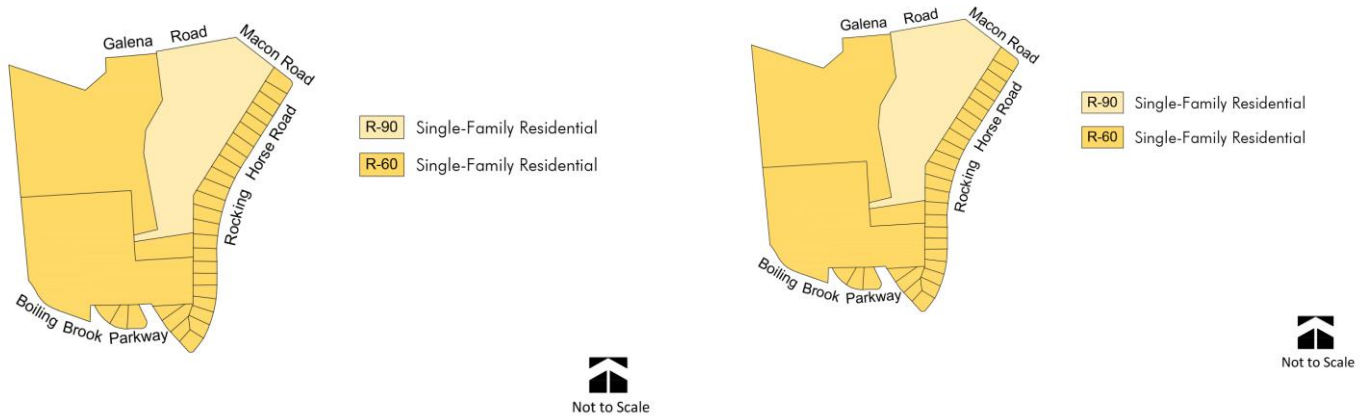 Galena Road
Macon Road
Rocking Horse Road
Boiling Brook Parkway
R-90 Single-Family Residential
R-60 Single-Family Residential
Not to Scale
Galena Road
Macon Road
Rocking Horse Road
Boiling Brook Parkway
R-90 Single-Family Residential
R-60 Single-Family Residential
Not to Scale